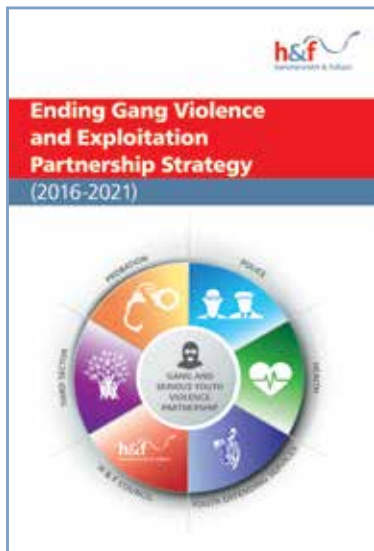 h&f
hammersmith & fulham
Ending Gang Violence
and Exploitation
Partnership Strategy
(2016-2021)
PROBATION
POLICE
THIRD SECTOR
HEALTH
GANG AND
SERIOUS YOUTH
VIOLENCE
PARTNERSHIP
h&f
H & F COUNCIL
YOUTH OFFENDING SERVICES